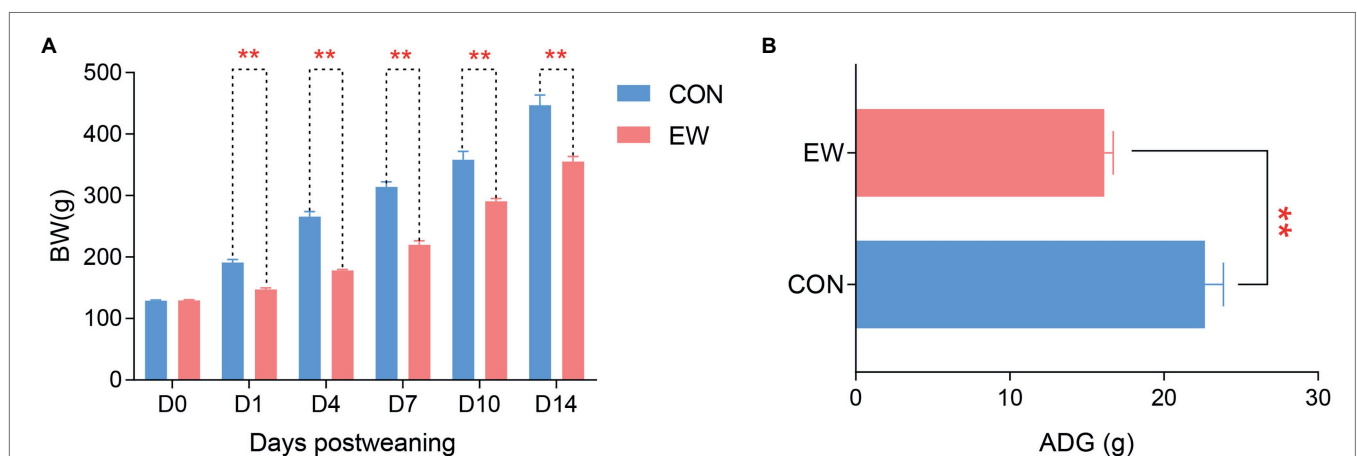 A
** ** ** ** **
500
400
300
200
100
0
BW(g)
D0 D1 D4 D7 D10 D14
Days postweaning
CON
EW
B
EW
CON
**
0 10 20 30
ADG (g)